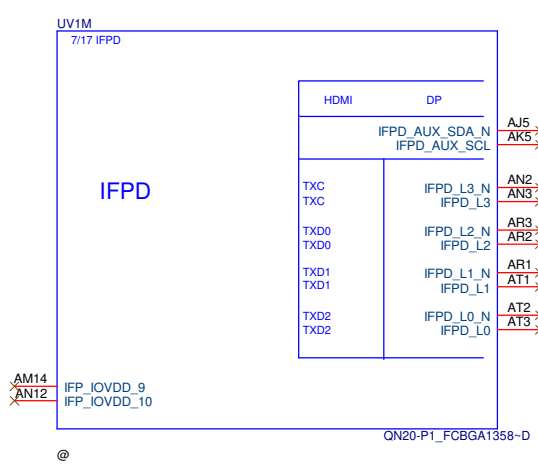 UV1M
7/17 IFPD
HDMI DP
IFPD_AUX_SDA_N AJ5
IFPD_AUX_SCL AK5
IFPD
TXC IFPD_L3_N AN2
TXC IFPD_L3 AN3
TXD0 IFPD_L2_N AR3
TXD0 IFPD_L2 AR2
TXD1 IFPD_L1_N AR1
TXD1 IFPD_L1 AT1
TXD2 IFPD_L0_N AT2
TXD2 IFPD_L0 AT3
AM14 IFP_IOVDD_9
AN12 IFP_IOVDD_10
QN20-P1_FCBGA1358~D
@